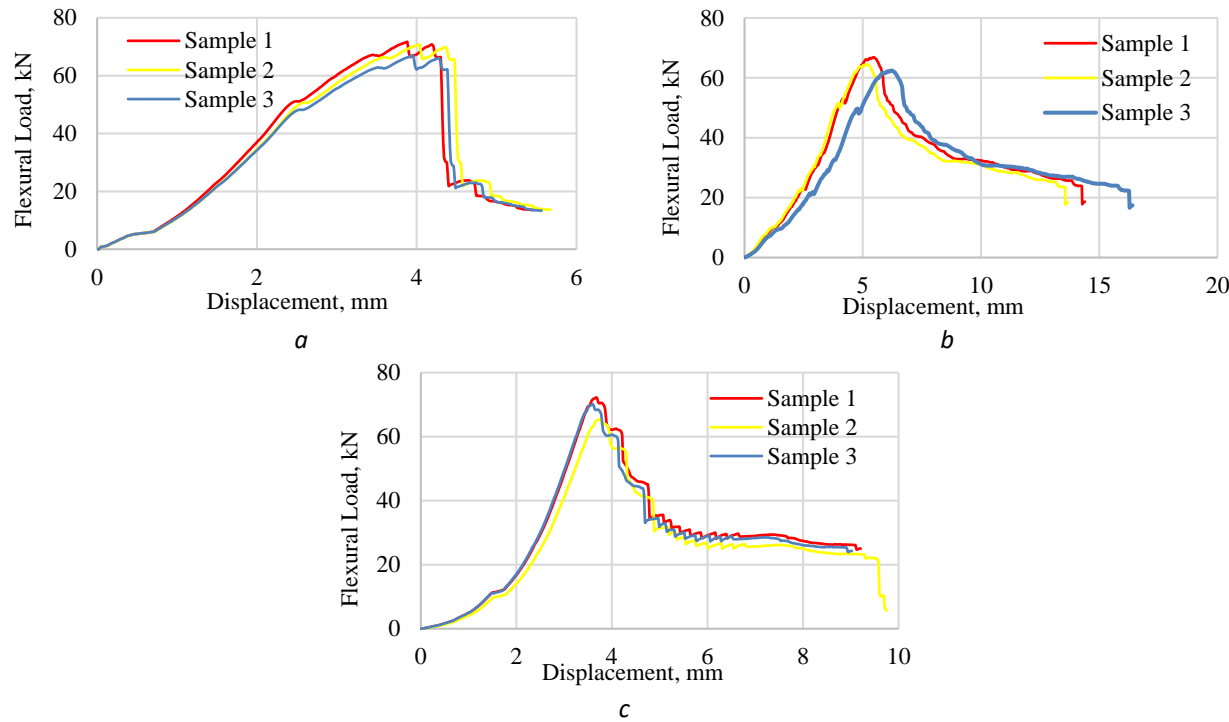 Flexural Load, kN
80
60
40
20
0
Sample 1
Sample 2
Sample 3
0 2 4 6
Displacement, mm
a
Flexural Load, kN
80
60
40
20
0
Sample 1
Sample 2
Sample 3
0 5 10 15 20
Displacement, mm
b
Flexural Load, kN
80
60
40
20
0
Sample 1
Sample 2
Sample 3
0 2 4 6 8 10
Displacement, mm
c